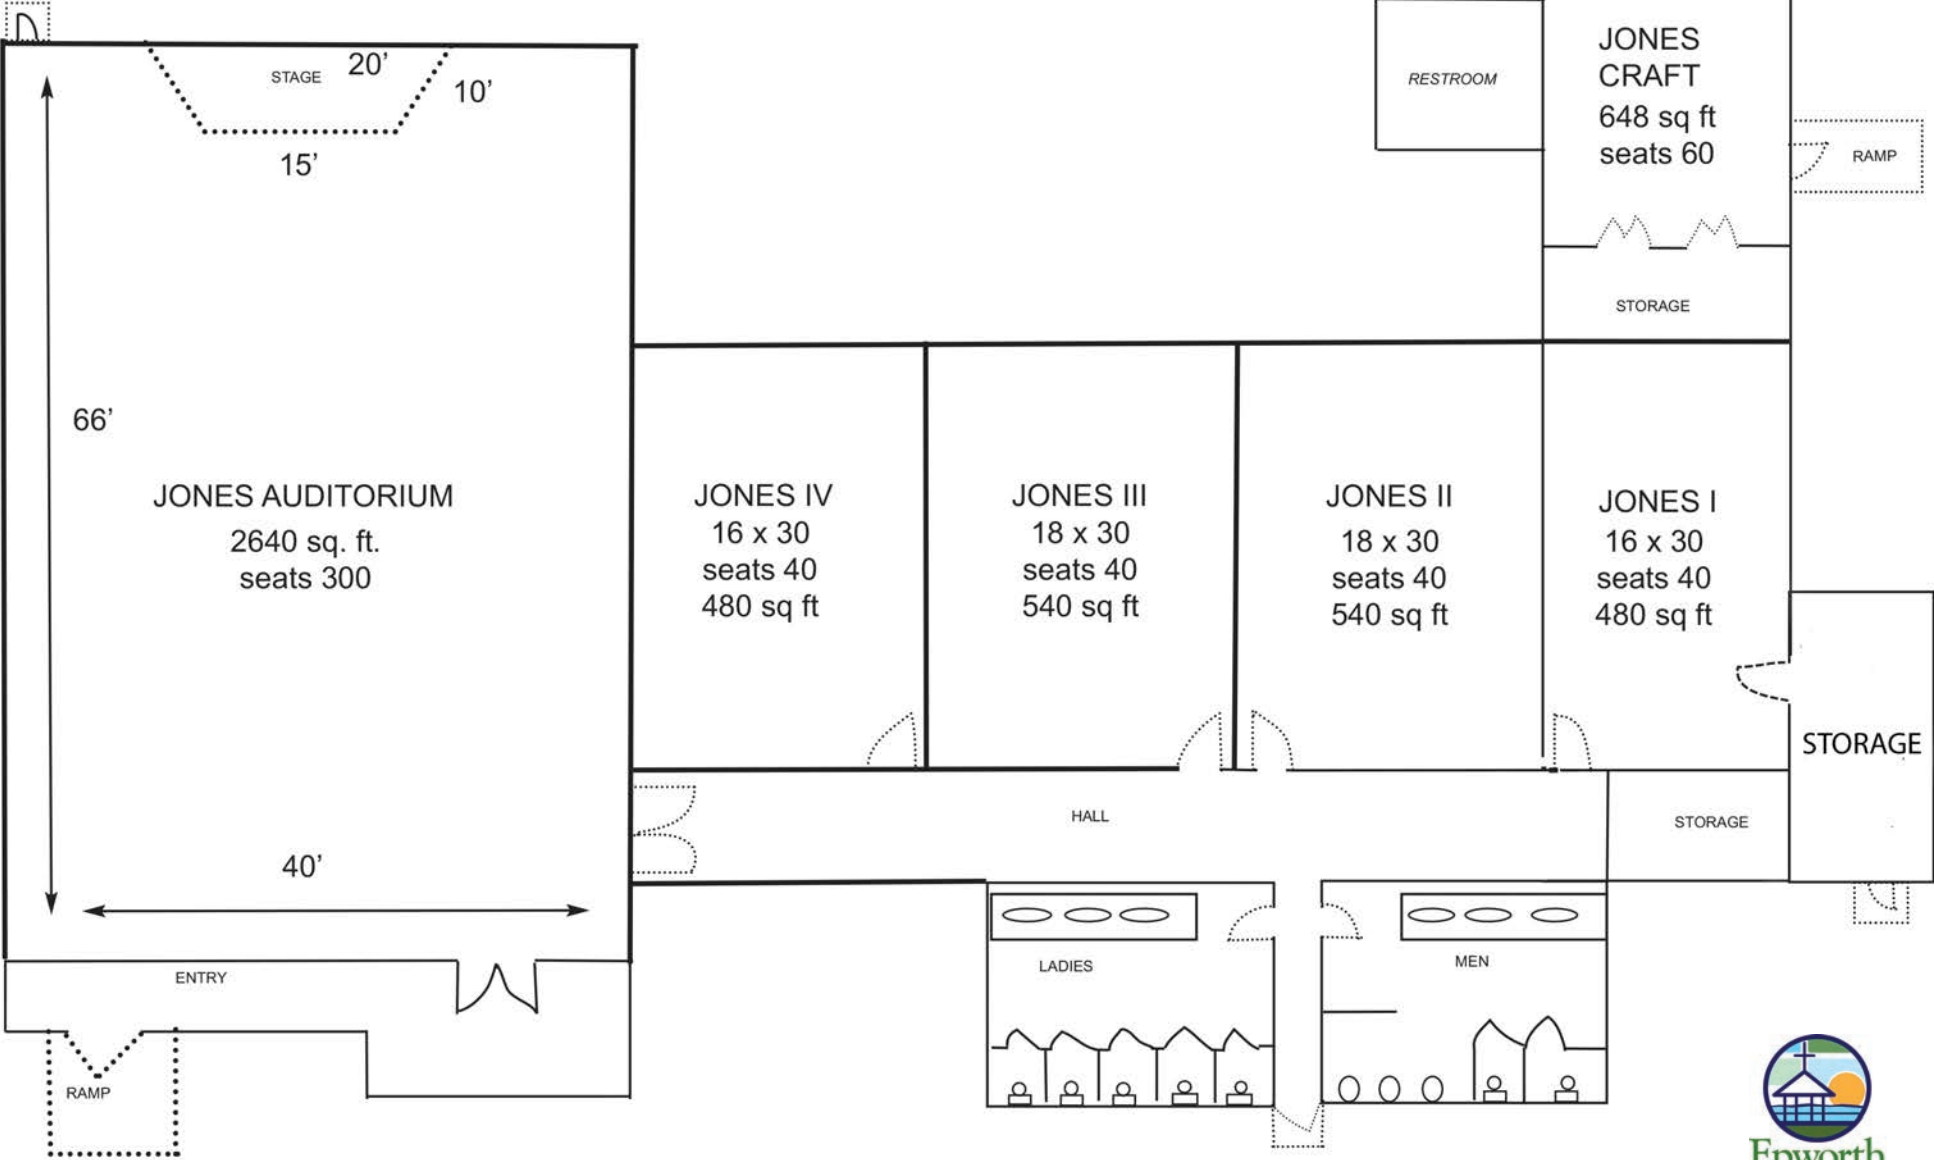 STAGE
20’
10’
15’
66’
JONES AUDITORIUM
2640 sq. ft.
seats 300
40’
ENTRY
RAMP
JONES IV
16 x 30
seats 40
480 sq ft
JONES III
18 x 30
seats 40
540 sq ft
JONES II
18 x 30
seats 40
540 sq ft
JONES I
16 x 30
seats 40
480 sq ft
RESTROOM
JONES
CRAFT
648 sq ft
seats 60
RAMP
STORAGE
STORAGE
HALL
STORAGE
LADIES
MEN
Epworth